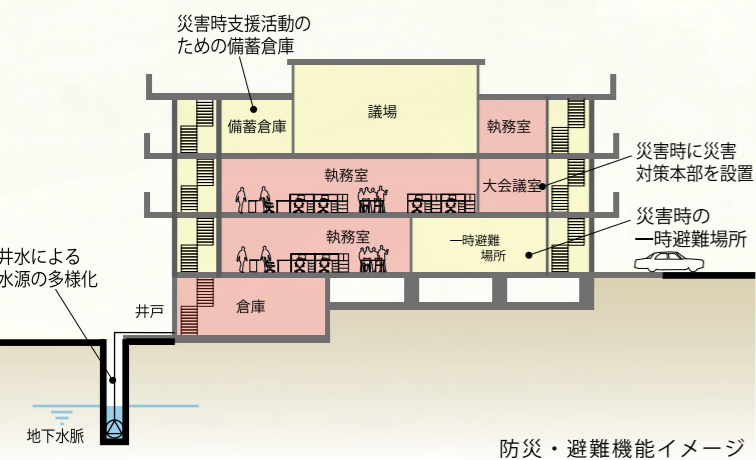 災害時支援活動の
ための備蓄倉庫
議場
備蓄倉庫
執務室
災害時に災害
対策本部を設置
執務室
大会議室
災害時の
一時避難場所
執務室
一時避難
場所
井水による
水源の多様化
井戸
倉庫
地下水脈
防災・避難機能イメージ